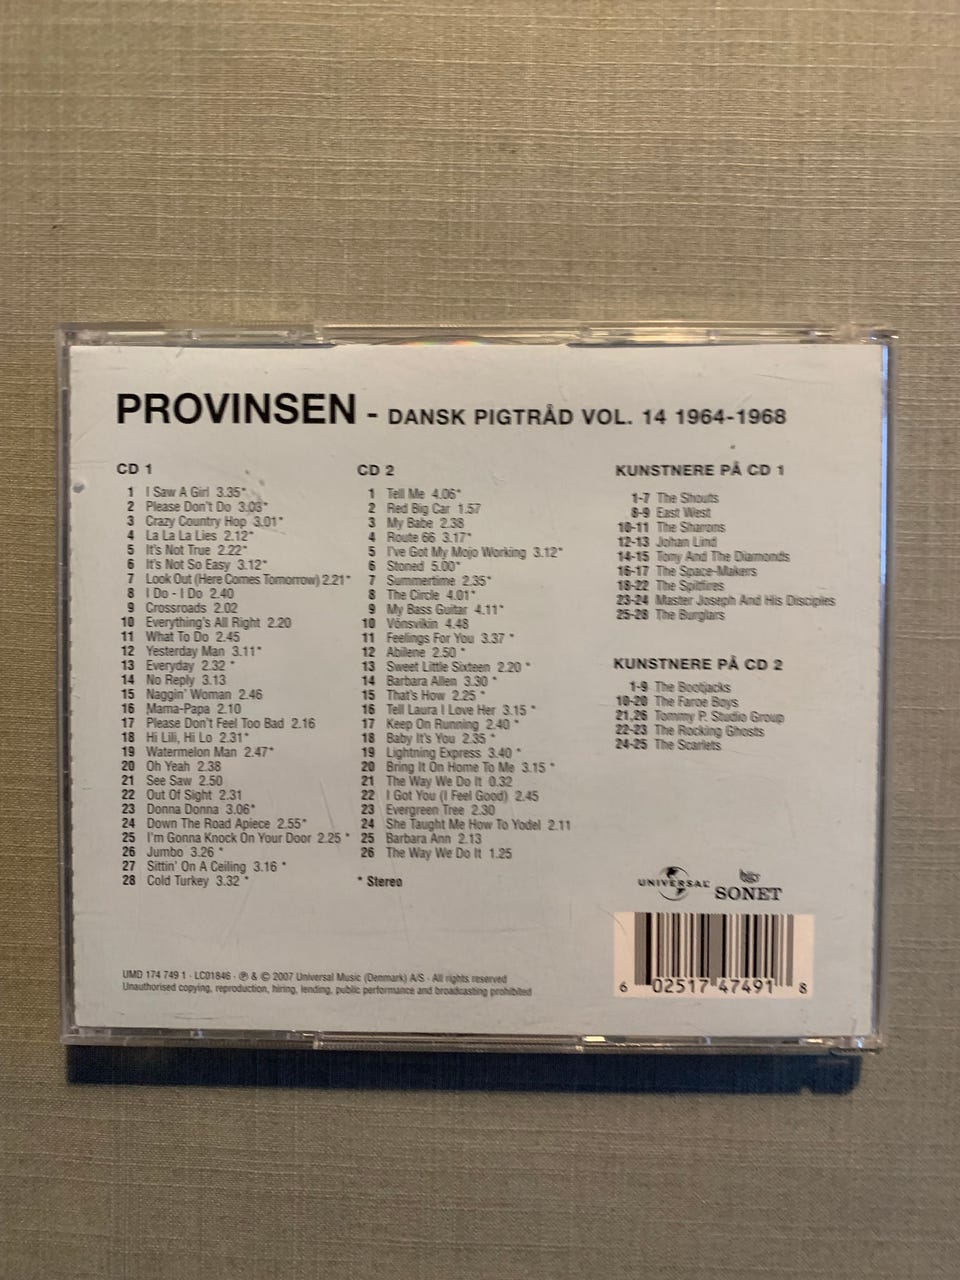 PROVINSEN - DANSK PIGTRÅD VOL. 14 1964-1968
CD 1
1 I Saw A Girl 3.35*
2 Please Don't Do 3.03*
3 Crazy Country Hop 3.01*
4 La La La Lies 2.12*
5 It's Not True 2.22*
6 It's Not So Easy 3.12*
7 Look Out (Here Comes Tomorrow) 2.21*
8 I Do - I Do 2.40
9 Crossroads 2.02
10 Everything's All Right 2.20
11 What To Do 2.45
12 Yesterday Man 3.11*
13 Everyday 2.32 *
14 No Reply 3.13
15 Naggin' Woman 2.46
16 Mama-Papa 2.10
17 Please Don't Feel Too Bad 2.16
18 Hi Lili, Hi Lo 2.31*
19 Watermelon Man 2.47*
20 Oh Yeah 2.38
21 See Saw 2.50
22 Out Of Sight 2.31
23 Donna Donna 3.06*
24 Down The Road Apiece 2.55*
25 I'm Gonna Knock On Your Door 2.25 *
26 Jumbo 3.26 *
27 Sittin' On A Ceiling 3.16 *
28 Cold Turkey 3.32 *
CD 2
1 Tell Me 4.06*
2 Red Big Car 1.57
3 My Babe 2.38
4 Route 66 3.17*
5 I've Got My Mojo Working 3.12*
6 Stoned 5.00*
7 Summertime 2.35*
8 The Circle 4.01*
9 My Bass Guitar 4.11*
10 Vónsvikin 4.48
11 Feelings For You 3.37 *
12 Abilene 2.50 *
13 Sweet Little Sixteen 2.20 *
14 Barbara Allen 3.30 *
15 That's How 2.25 *
16 Tell Laura I Love Her 3.15 *
17 Keep On Running 2.40 *
18 Baby It's You 2.35 *
19 Lightning Express 3.40 *
20 Bring It On Home To Me 3.15 *
21 The Way We Do It 0.32
22 I Got You (I Feel Good) 2.45
23 Evergreen Tree 2.30
24 She Taught Me How To Yodel 2.11
25 Barbara Ann 2.13
26 The Way We Do It 1.25
* Stereo
KUNSTNERE PÅ CD 1
1-7 The Shouts
8-9 East West
10-11 The Sharons
12-13 Johan Lind
14-15 Tony And The Diamonds
16-17 The Space-Makers
18-22 The Spitfires
23-24 Master Joseph And His Disciples
25-28 The Burglars
KUNSTNERE PÅ CD 2
1-9 The Bootjacks
10-20 The Faroe Boys
21,26 Tommy P. Studio Group
22-23 The Rocking Ghosts
24-25 The Scarlets
UNIVERSAL SONET
UMD 174 749 1 · LC01846 · ℗ & © 2007 Universal Music (Denmark) A/S · All rights reserved
Unauthorised copying, reproduction, hiring, lending, public performance and broadcasting prohibited
6 02517 47491 8